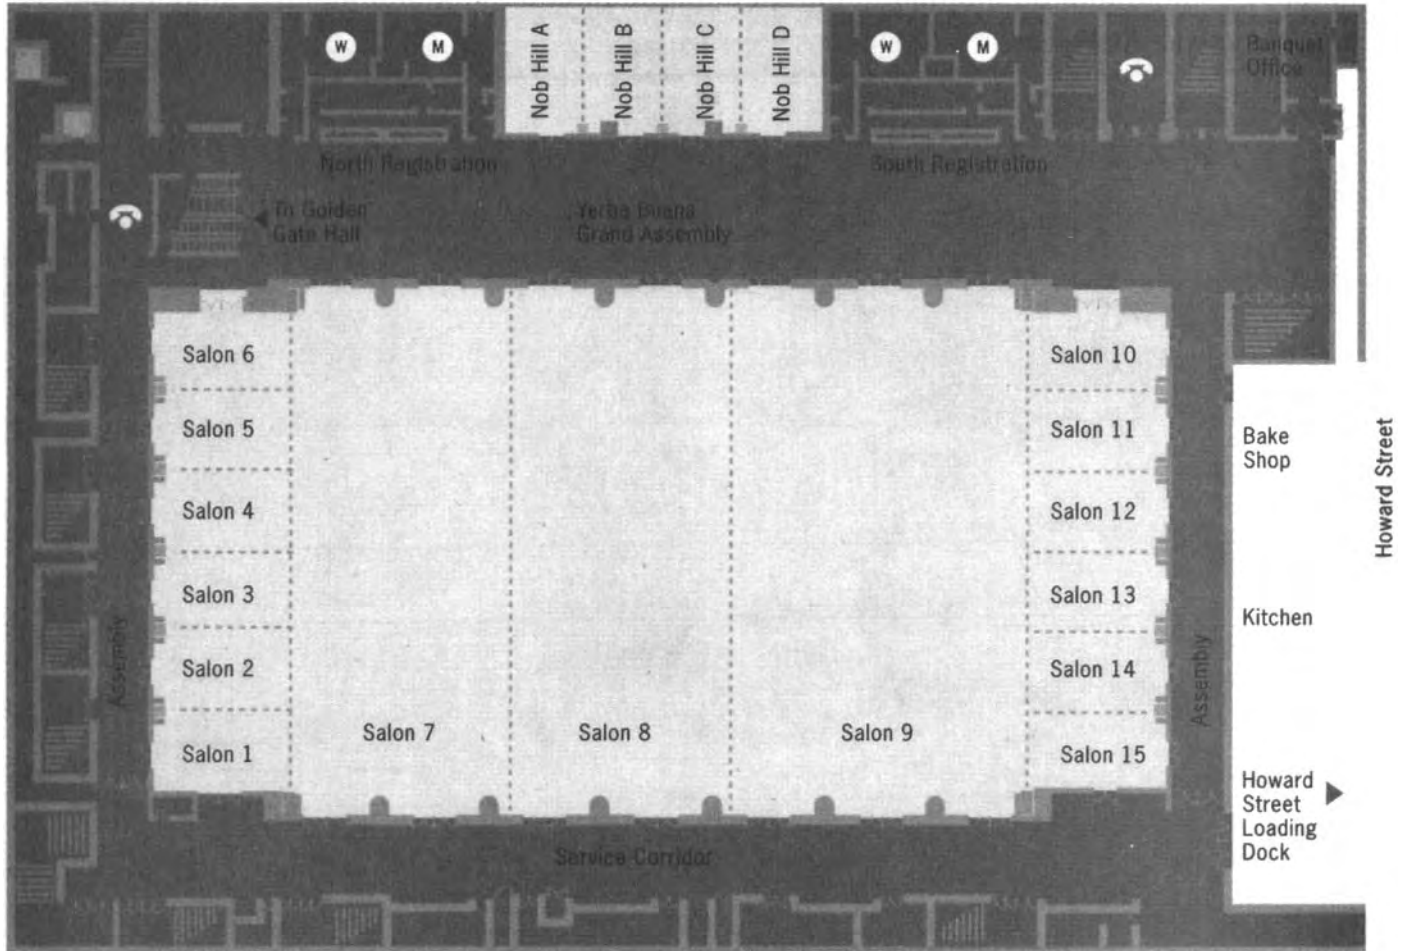 W
M
Nob Hill A
Nob Hill B
Nob Hill C
Nob Hill D
W
M
Banquet
Office
North Registration
South Registration
To Golden
Gate Hall
Yerba Buena
Grand Assembly
Salon 6
Salon 5
Salon 4
Salon 3
Salon 2
Salon 1
Salon 7
Salon 8
Salon 9
Salon 10
Salon 11
Salon 12
Salon 13
Salon 14
Salon 15
Assembly
Assembly
Service Corridor
Bake
Shop
Kitchen
Howard
Street
Loading
Dock
Howard Street